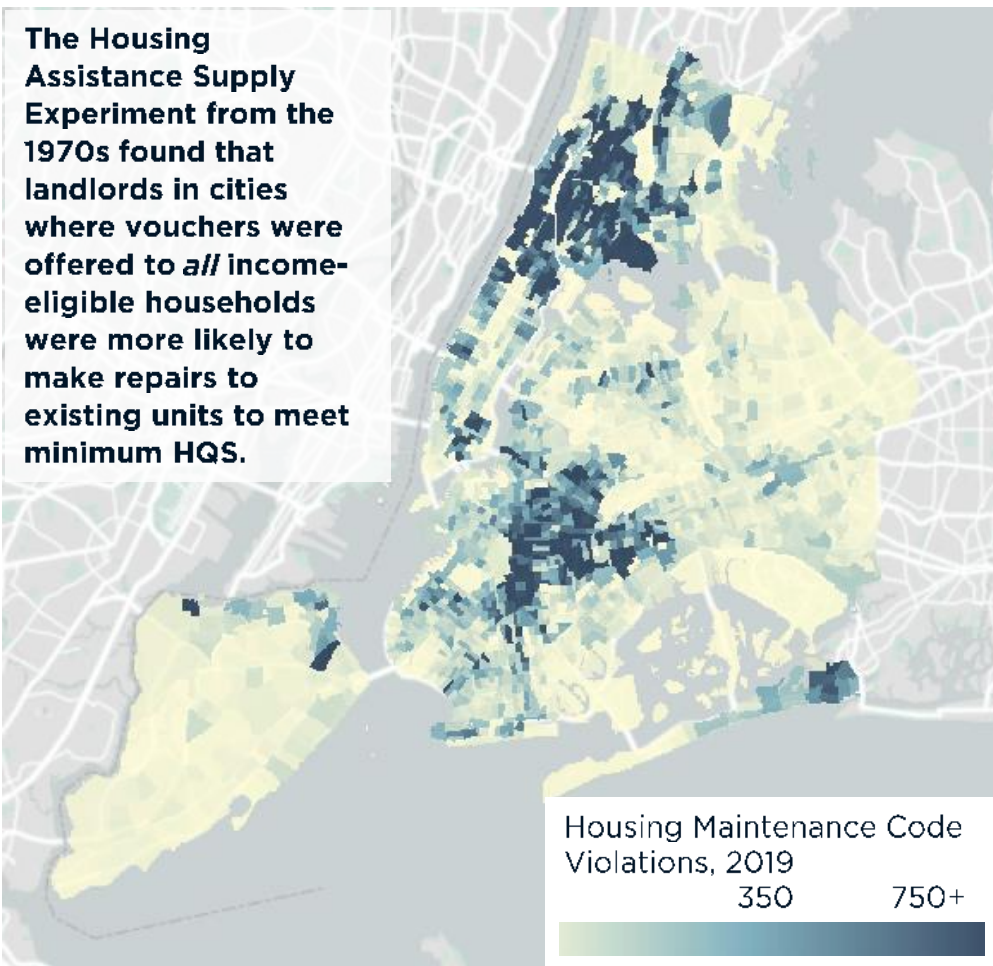 The Housing
Assistance Supply
Experiment from the
1970s found that
landlords in cities
where vouchers were
offered to all income-
eligible households
were more likely to
make repairs to
existing units to meet
minimum HQS.
Housing Maintenance Code
Violations, 2019
350 750+